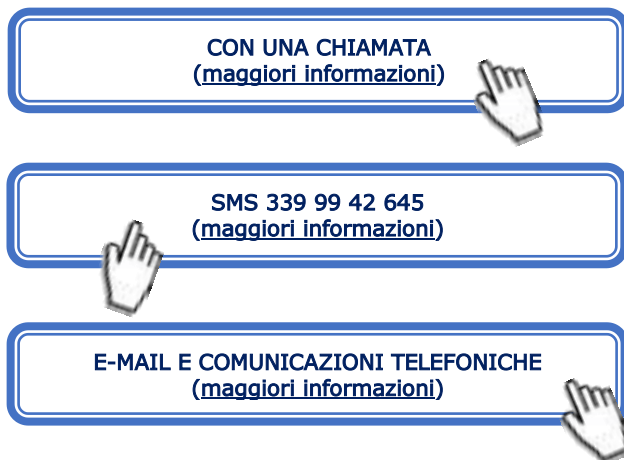 CON UNA CHIAMATA
(maggiori informazioni)
SMS 339 99 42 645
(maggiori informazioni)
E-MAIL E COMUNICAZIONI TELEFONICHE
(maggiori informazioni)